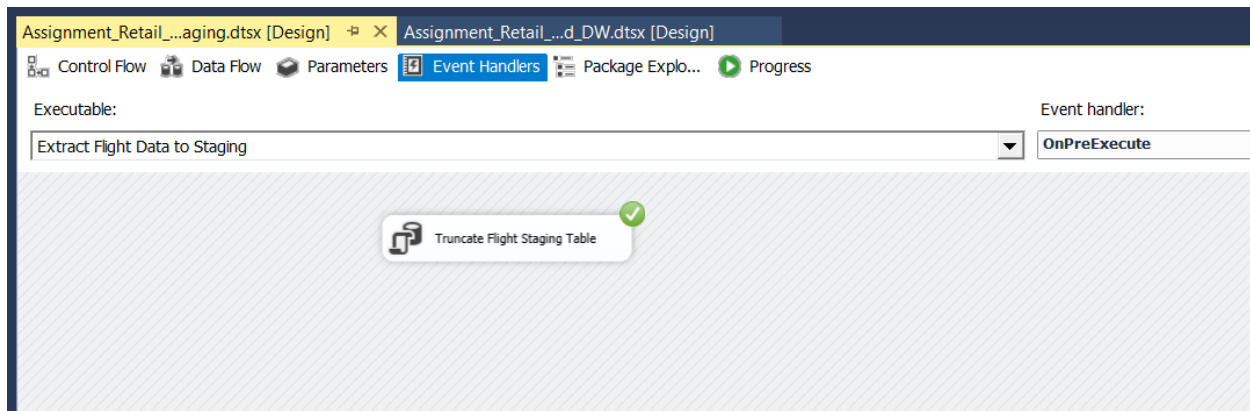 Assignment_Retail_...aging.dtsx [Design] Assignment_Retail_...d_DW.dtsx [Design]
Control Flow Data Flow Parameters Event Handlers Package Explo... Progress
Executable: Event handler:
Extract Flight Data to Staging OnPreExecute
Truncate Flight Staging Table